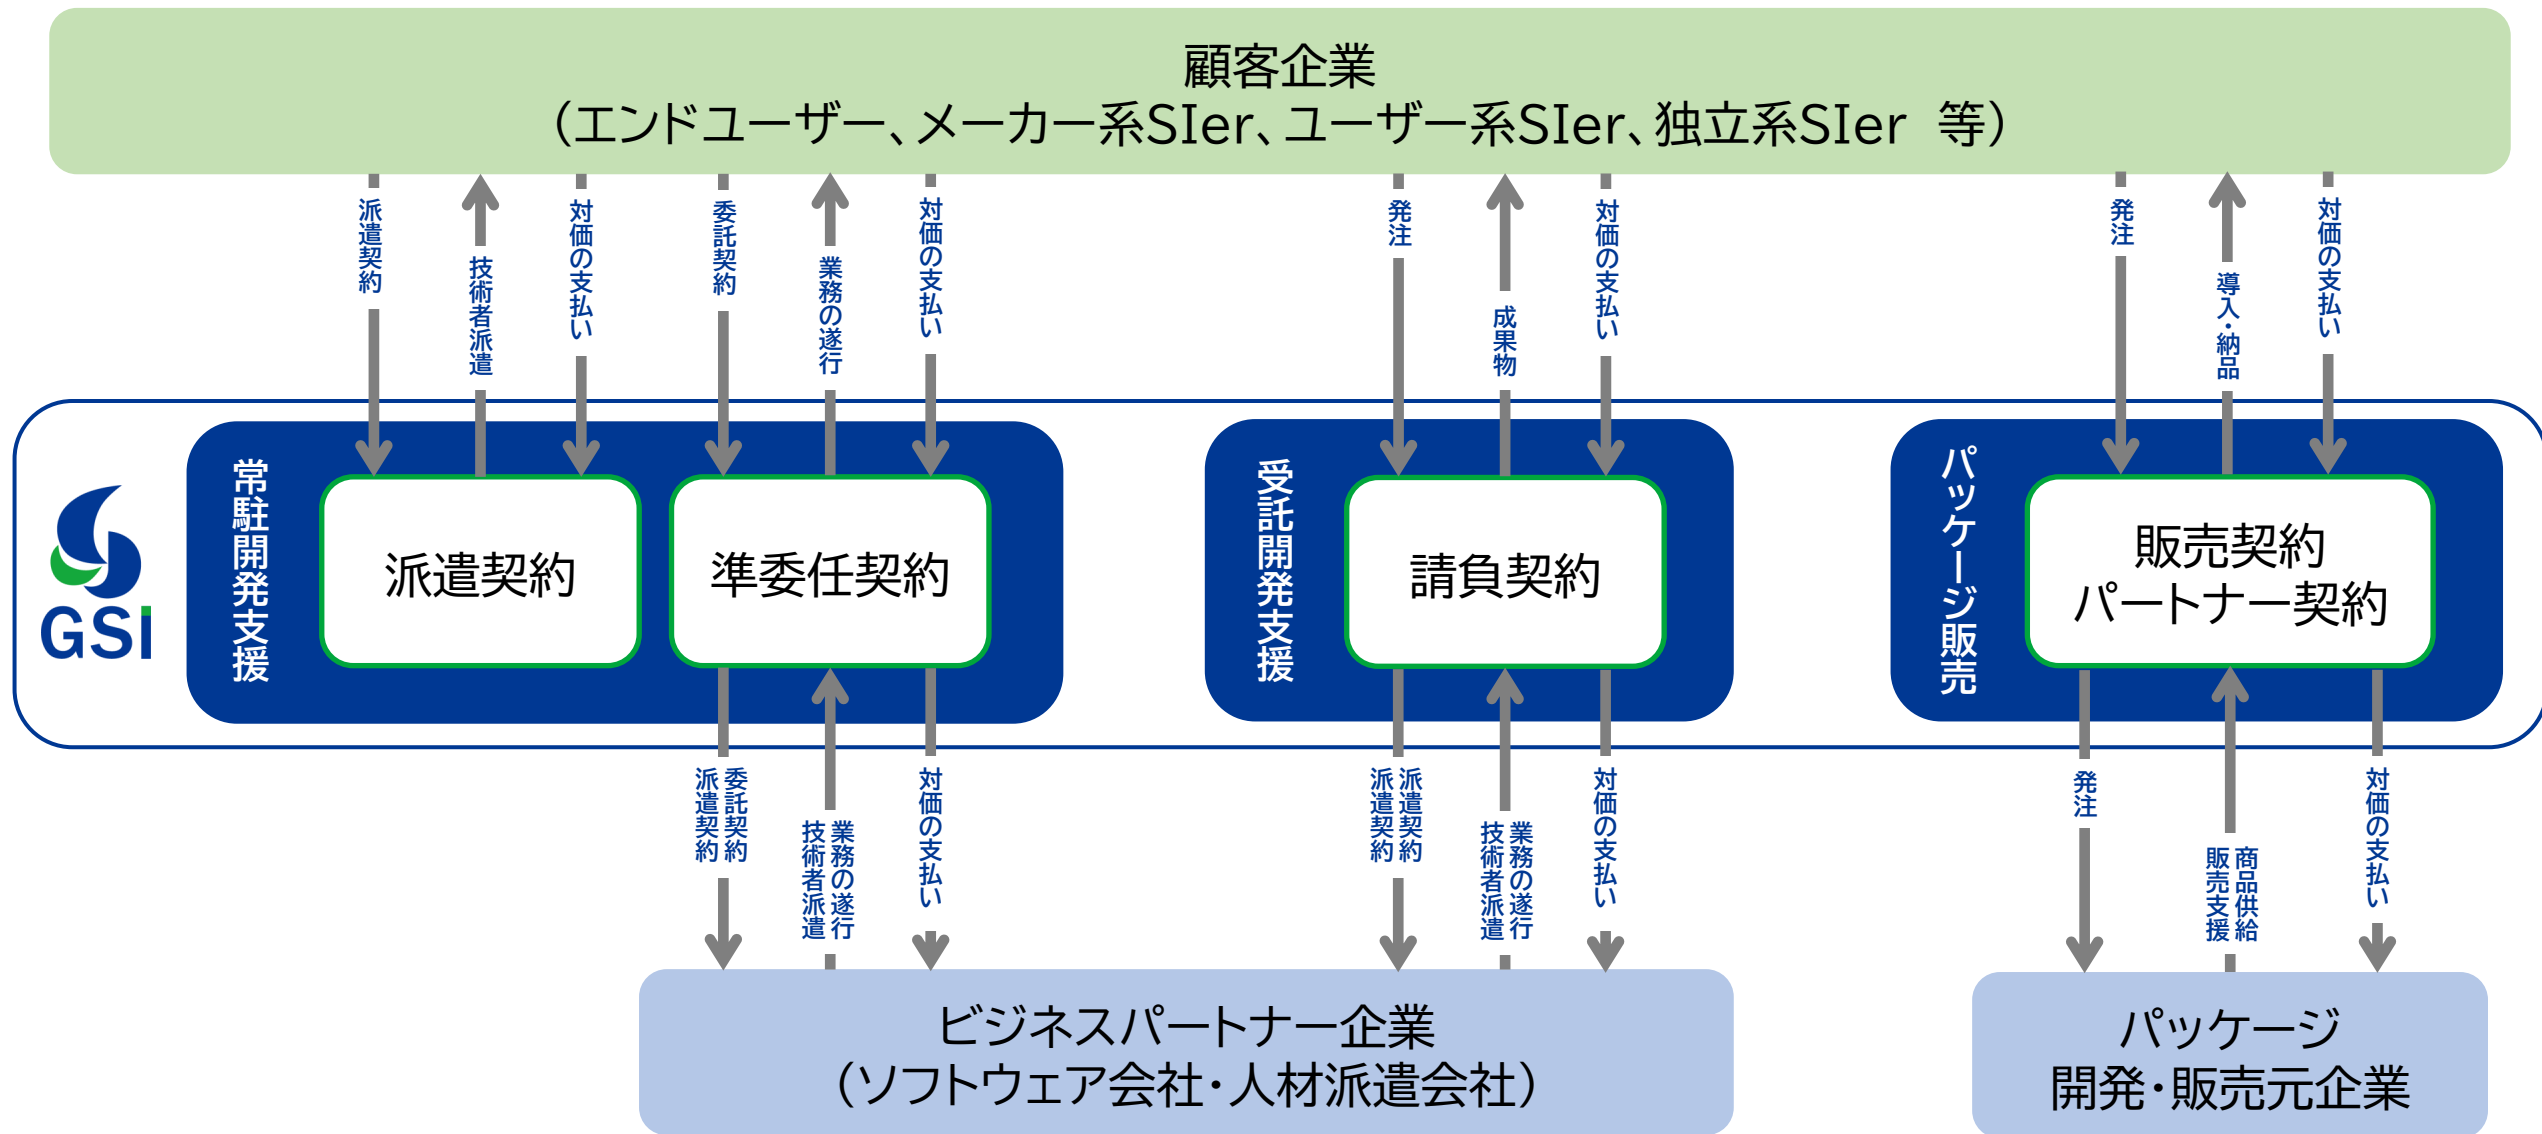 顧客企業
（エンドユーザー、メーカー系SIer、ユーザー系SIer、独立系SIer　等）
派遣契約
技術者派遣
対価の支払い
委託契約
業務の遂行
対価の支払い
発注
成果物
対価の支払い
発注
導入・納品
対価の支払い
GSi
常駐開発支援
派遣契約
準委任契約
受託開発支援
請負契約
パッケージ販売
販売契約
パートナー契約
委託契約
派遣契約
業務の遂行
技術者派遣
対価の支払い
派遣契約
派遣契約
業務の遂行
技術者派遣
対価の支払い
発注
商品供給
販売支援
対価の支払い
ビジネスパートナー企業
（ソフトウェア会社・人材派遣会社）
パッケージ
開発・販売元企業